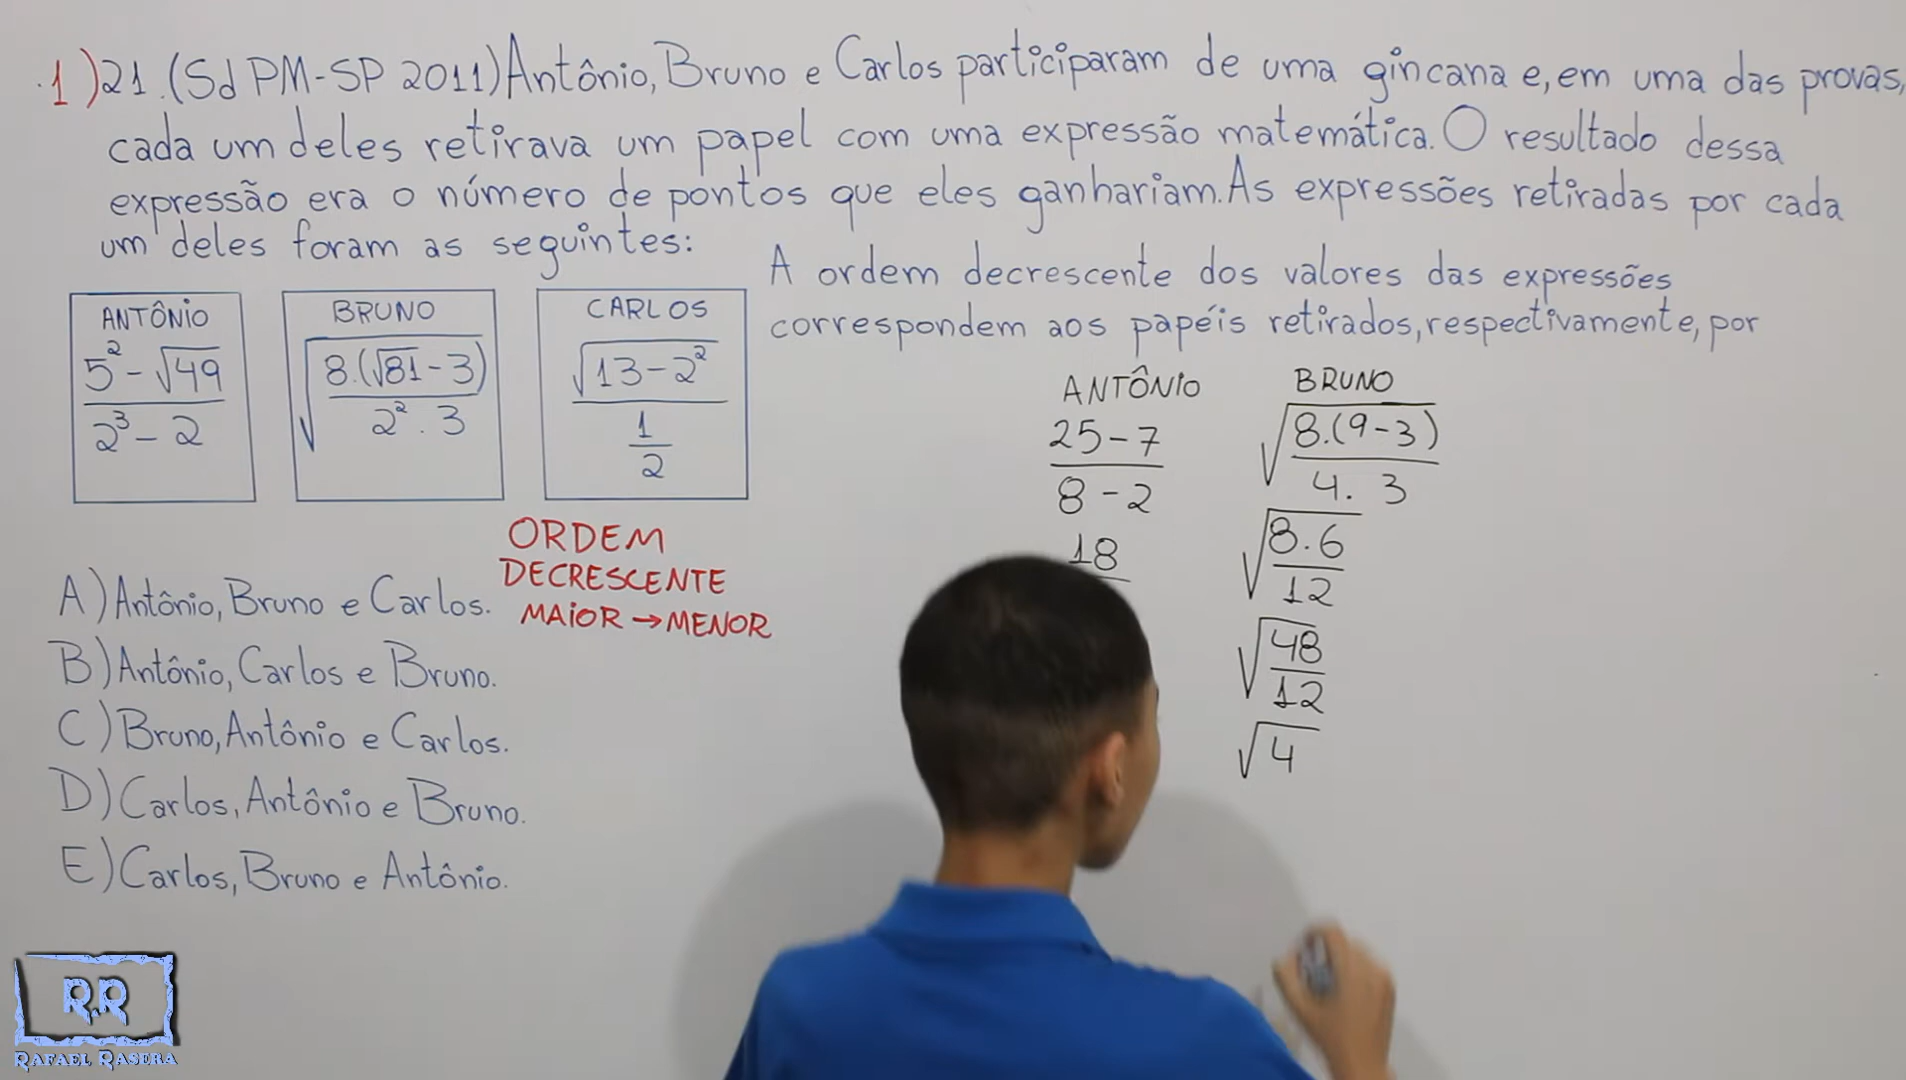 1) 21. (Sd PM-SP 2011) Antônio, Bruno e Carlos participaram de uma gincana e, em uma das provas,
cada um deles retirava um papel com uma expressão matemática. O resultado dessa
expressão era o número de pontos que eles ganhariam. As expressões retiradas por cada
um deles foram as seguintes:
A ordem decrescente dos valores das expressões
correspondem aos papéis retirados, respectivamente, por
ANTÔNIO
5² - √49
2³ - 2
BRUNO
8.(√81 - 3)
2² . 3
CARLOS
√13 - 2²
1
2
ORDEM
DECRESCENTE
MAiOR → MENOR
A) Antônio, Bruno e Carlos.
B) Antônio, Carlos e Bruno.
C) Bruno, Antônio e Carlos.
D) Carlos, Antônio e Bruno.
E) Carlos, Bruno e Antônio.
ANTÔNIO
25 - 7
8 - 2
18
BRUNO
√8.(9 - 3)
4. 3
√8.6
12
√48
12
√4
R.R
RAFAEL RASERA